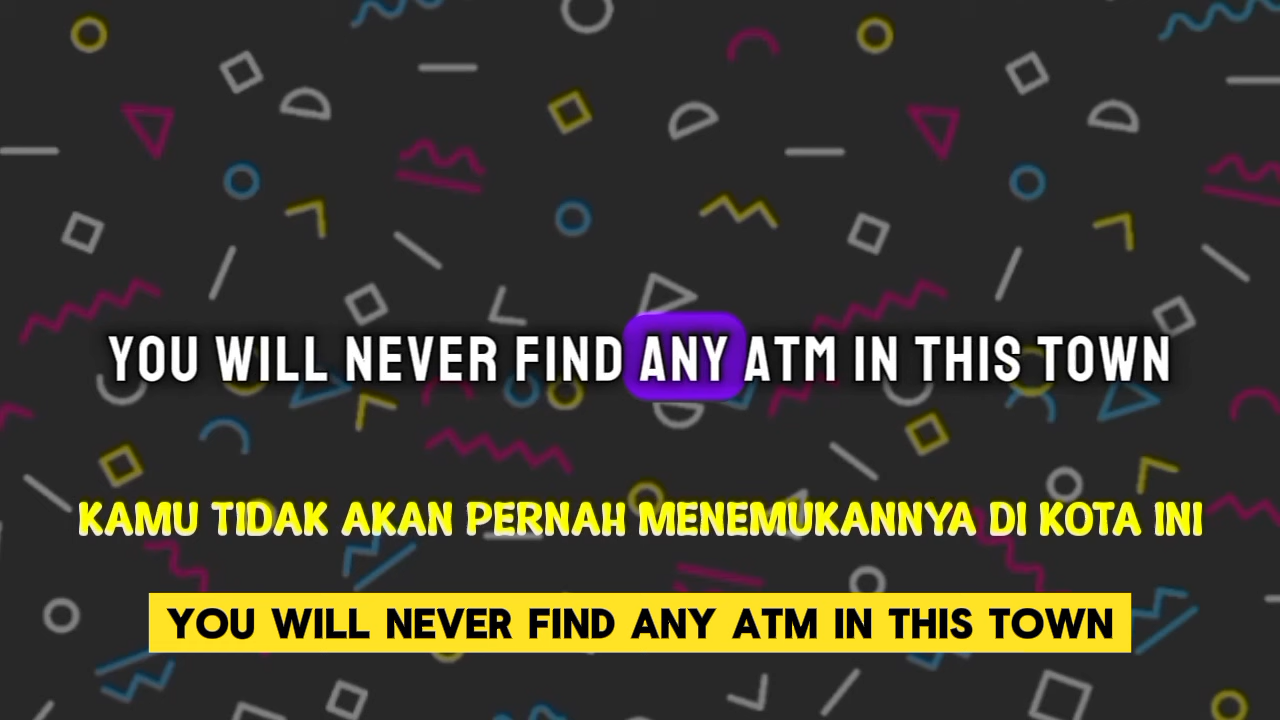 YOU WILL NEVER FIND ANY ATM IN THIS TOWN
KAMU TIDAK AKAN PERNAH MENEMUKANNYA DI KOTA INI
YOU WILL NEVER FIND ANY ATM IN THIS TOWN